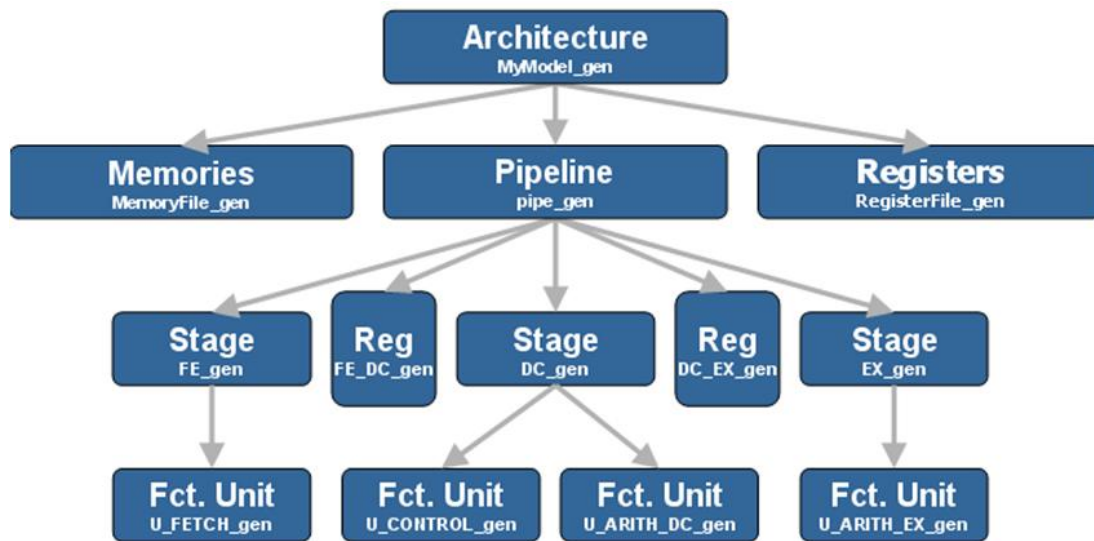 Architecture
MyModel_gen
Memories
MemoryFile_gen
Pipeline
pipe_gen
Registers
RegisterFile_gen
Stage
FE_gen
Reg
FE_DC_gen
Stage
DC_gen
Reg
DC_EX_gen
Stage
EX_gen
Fct. Unit
U_FETCH_gen
Fct. Unit
U_CONTROL_gen
Fct. Unit
U_ARITH_DC_gen
Fct. Unit
U_ARITH_EX_gen